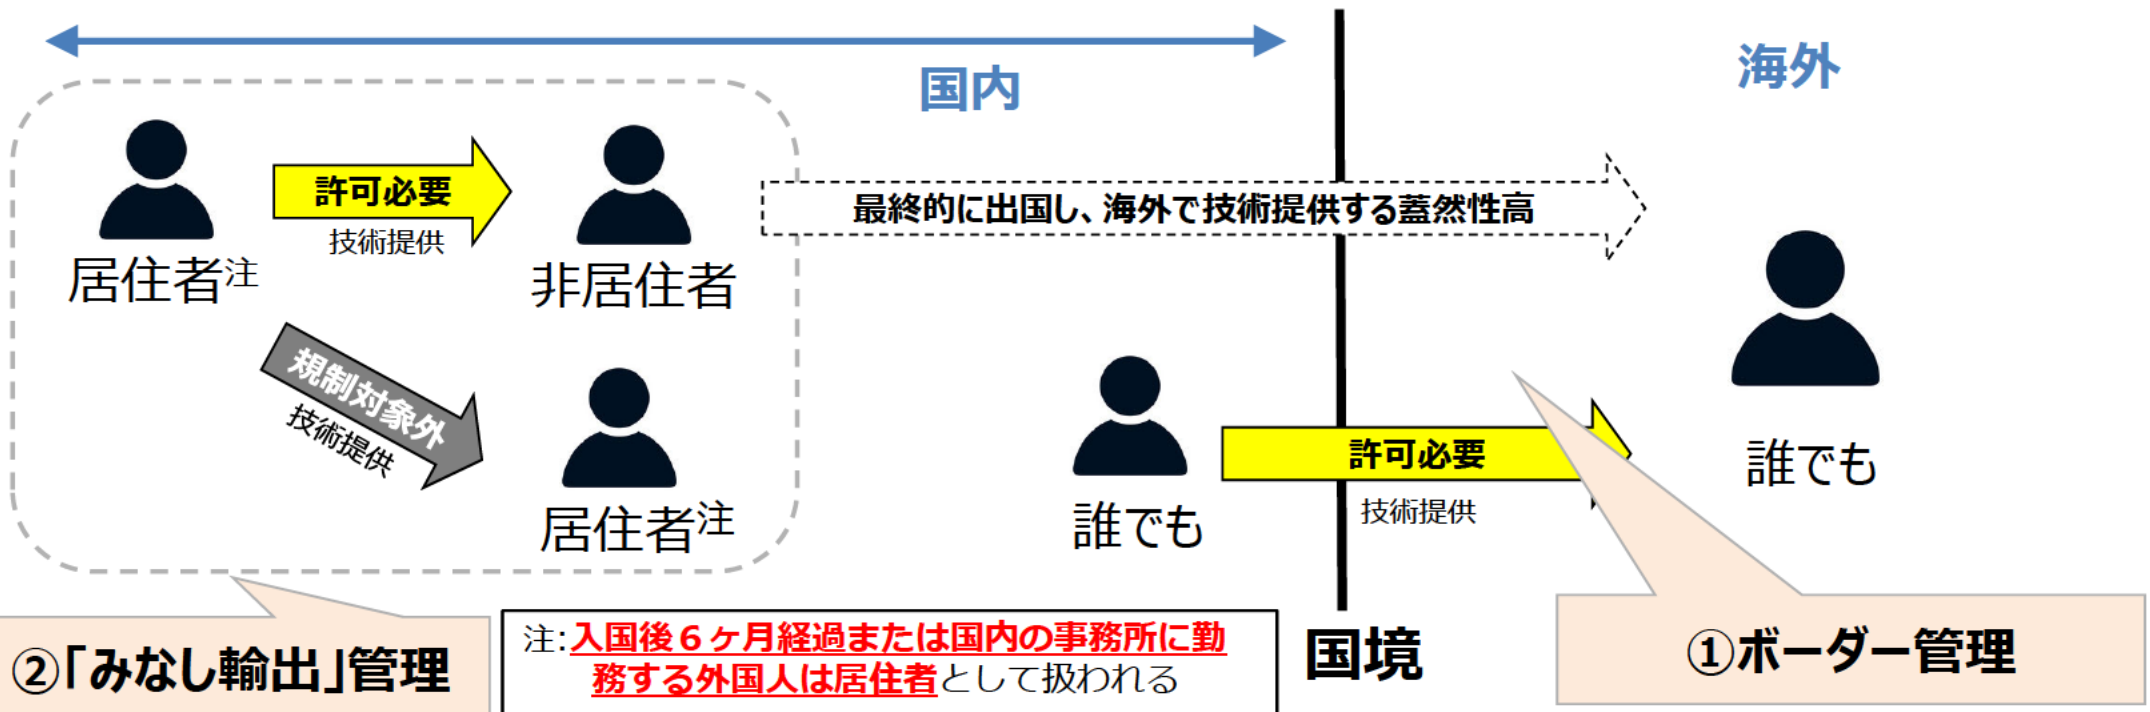 国内
海外
許可必要
技術提供
居住者注
非居住者
最終的に出国し、海外で技術提供する蓋然性高
規制対象外
技術提供
居住者注
誰でも
許可必要
技術提供
誰でも
②「みなし輸出」管理
注:入国後６ヶ月経過または国内の事務所に勤
務する外国人は居住者として扱われる
国境
①ボーダー管理